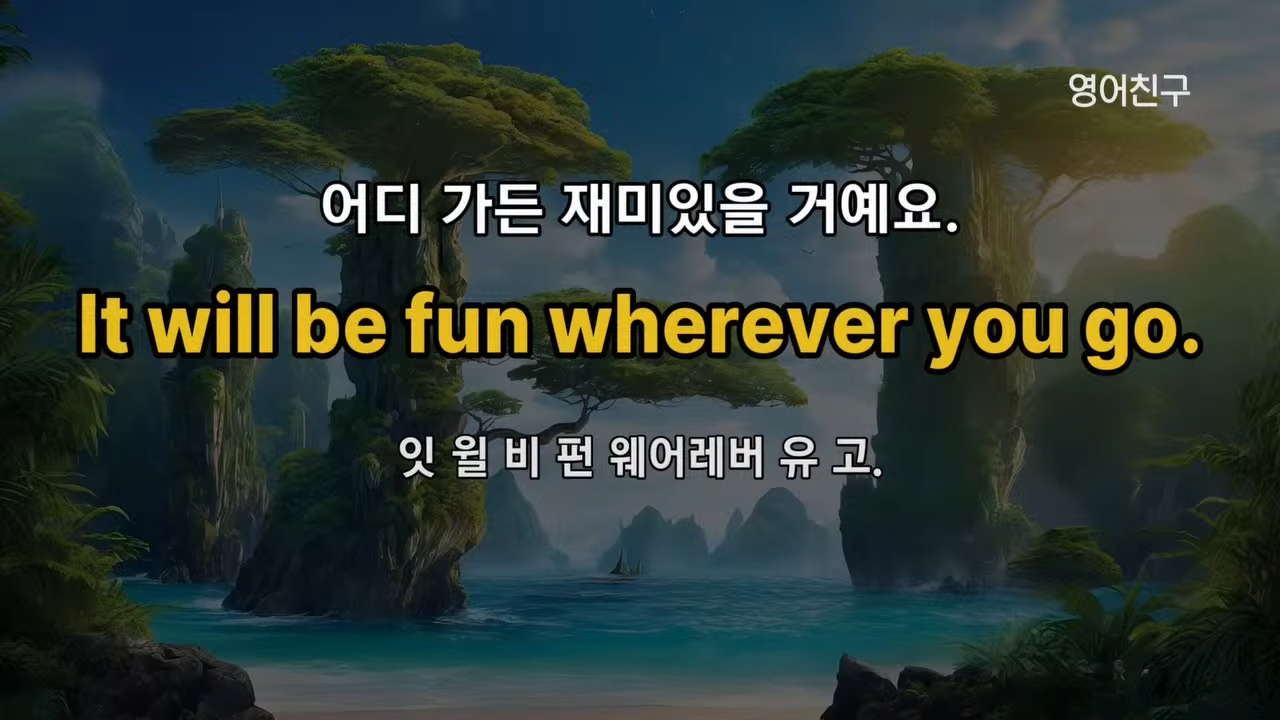 영어친구
어디 가든 재미있을 거예요.
It will be fun wherever you go.
잇 윌 비 펀 웨어레버 유 고.